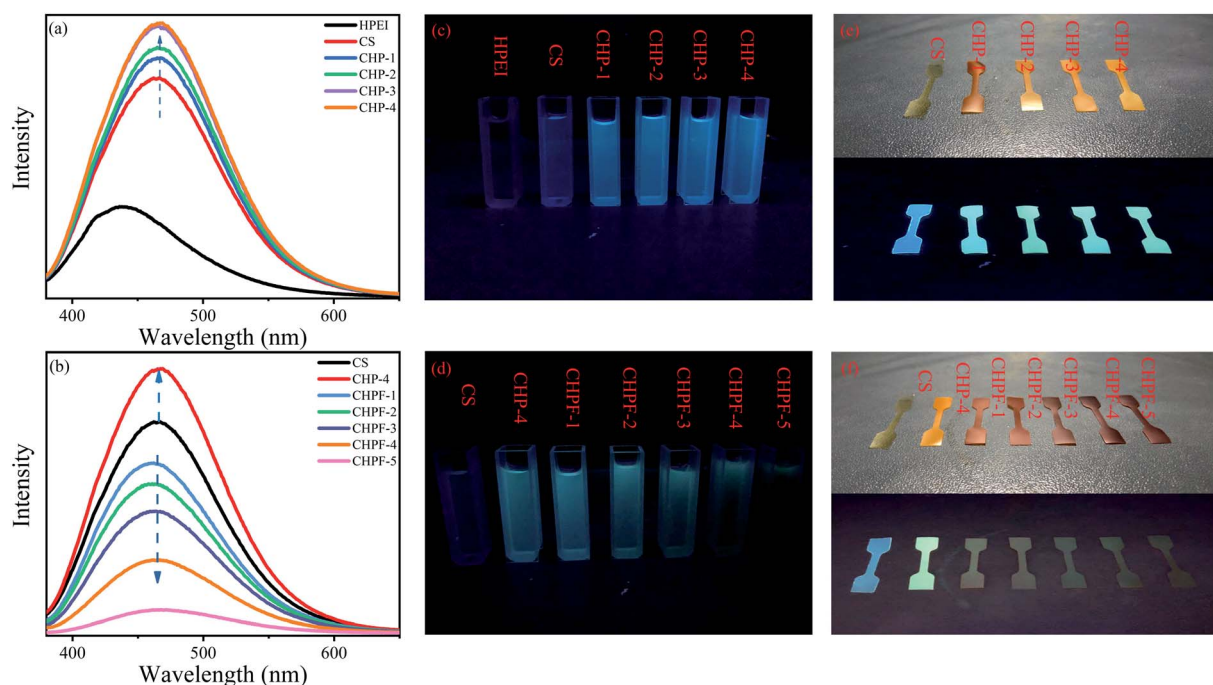 (a)
HPEI
CS
CHP-1
CHP-2
CHP-3
CHP-4
Intensity
400
500
600
Wavelength (nm)
(c)
HPEI
CS
CHP-1
CHP-2
CHP-3
CHP-4
(e)
CS
CHP-1
CHP-2
CHP-3
CHP-4
(b)
CS
CHP-4
CHPF-1
CHPF-2
CHPF-3
CHPF-4
CHPF-5
Intensity
400
500
600
Wavelength (nm)
(d)
CS
CHP-4
CHPF-1
CHPF-2
CHPF-3
CHPF-4
CHPF-5
(f)
CS
CHP-4
CHPF-1
CHPF-2
CHPF-3
CHPF-4
CHPF-5